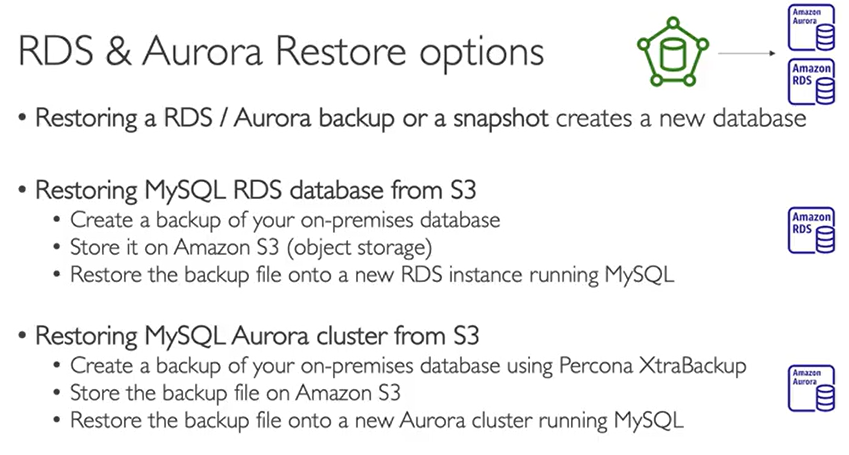 RDS & Aurora Restore options
Amazon
Aurora
Amazon
RDS
• Restoring a RDS / Aurora backup or a snapshot creates a new database
• Restoring MySQL RDS database from S3
• Create a backup of your on-premises database
• Store it on Amazon S3 (object storage)
• Restore the backup file onto a new RDS instance running MySQL
Amazon
RDS
• Restoring MySQL Aurora cluster from S3
• Create a backup of your on-premises database using Percona XtraBackup
• Store the backup file on Amazon S3
• Restore the backup file onto a new Aurora cluster running MySQL
Amazon
Aurora